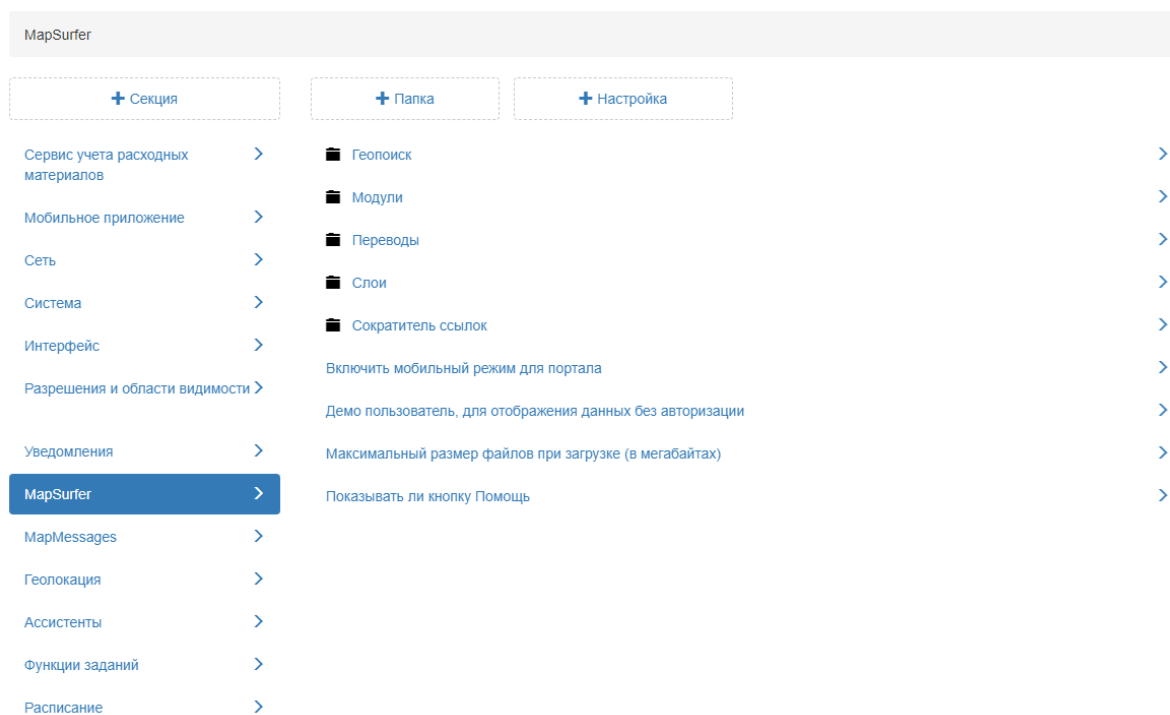 MapSurfer
+ Секция
+ Папка
+ Настройка
Сервис учета расходных
материалов
Мобильное приложение
Сеть
Система
Интерфейс
Разрешения и области видимости
Уведомления
MapSurfer
MapMessages
Геолокация
Ассистенты
Функции заданий
Расписание
Геопоиск
Модули
Переводы
Слои
Сократитель ссылок
Включить мобильный режим для портала
Демо пользователь, для отображения данных без авторизации
Максимальный размер файлов при загрузке (в мегабайтах)
Показывать ли кнопку Помощь